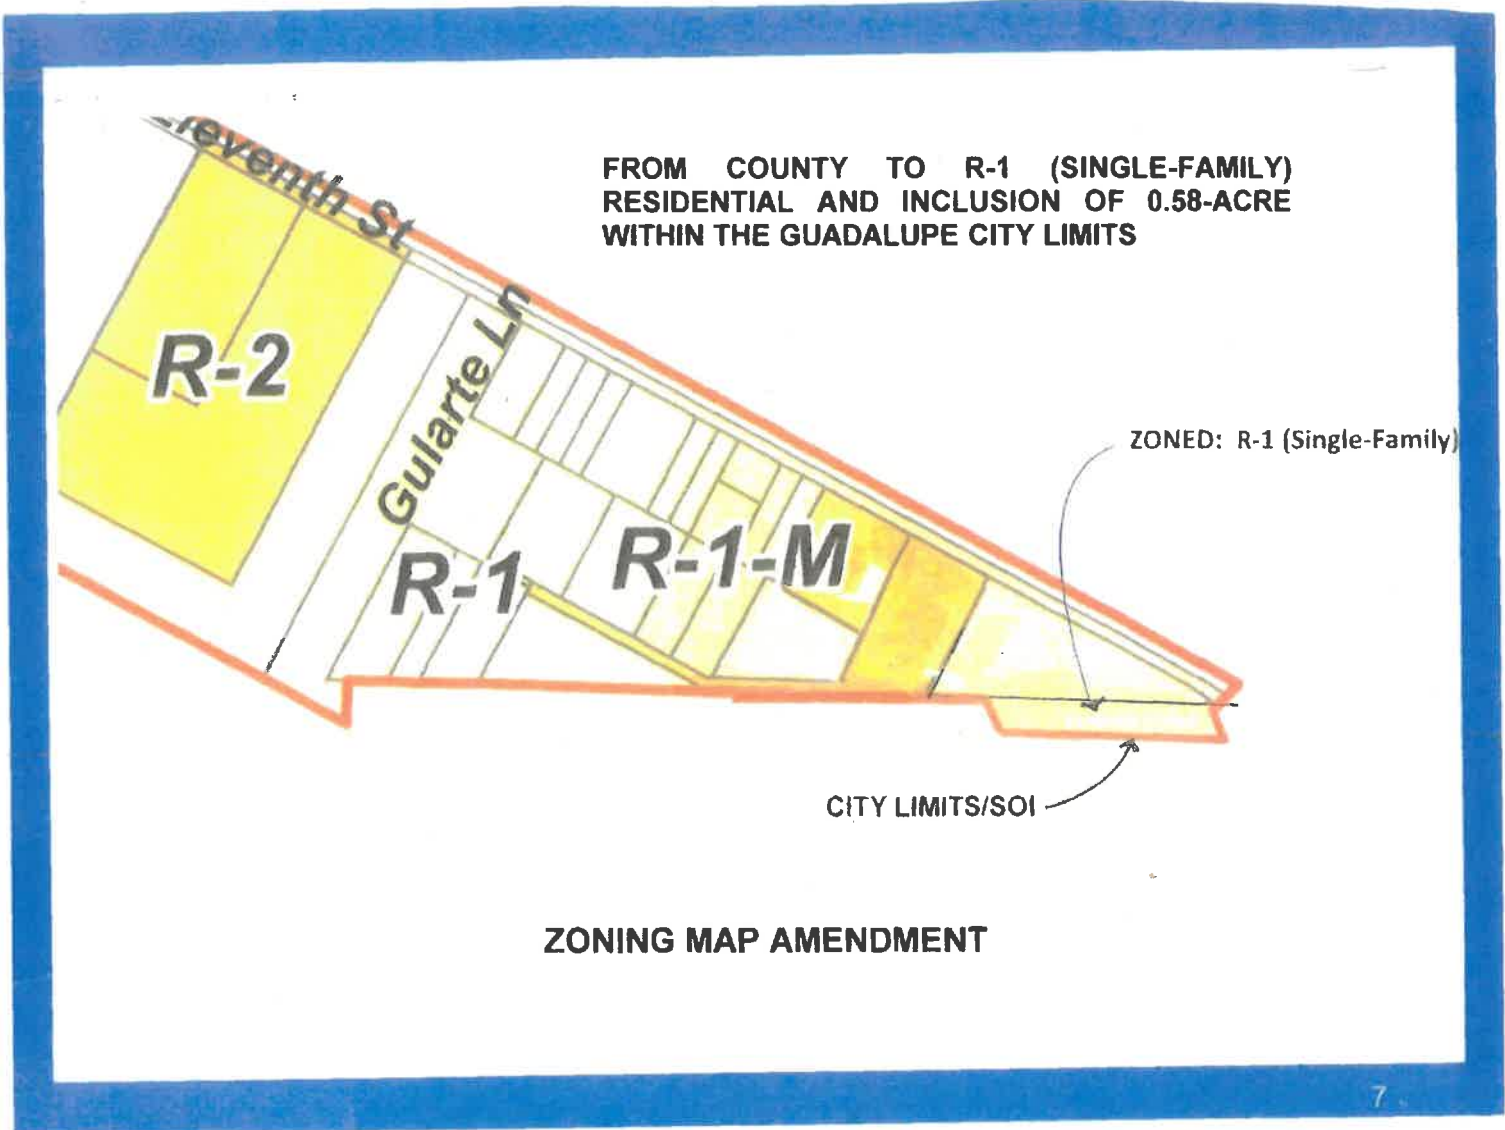 Eleventh St
FROM COUNTY TO R-1 (SINGLE-FAMILY)
RESIDENTIAL AND INCLUSION OF 0.58-ACRE
WITHIN THE GUADALUPE CITY LIMITS
R-2
Gularte Ln
ZONED: R-1 (Single-Family)
R-1
R-1-M
CITY LIMITS/SOI
ZONING MAP AMENDMENT
7